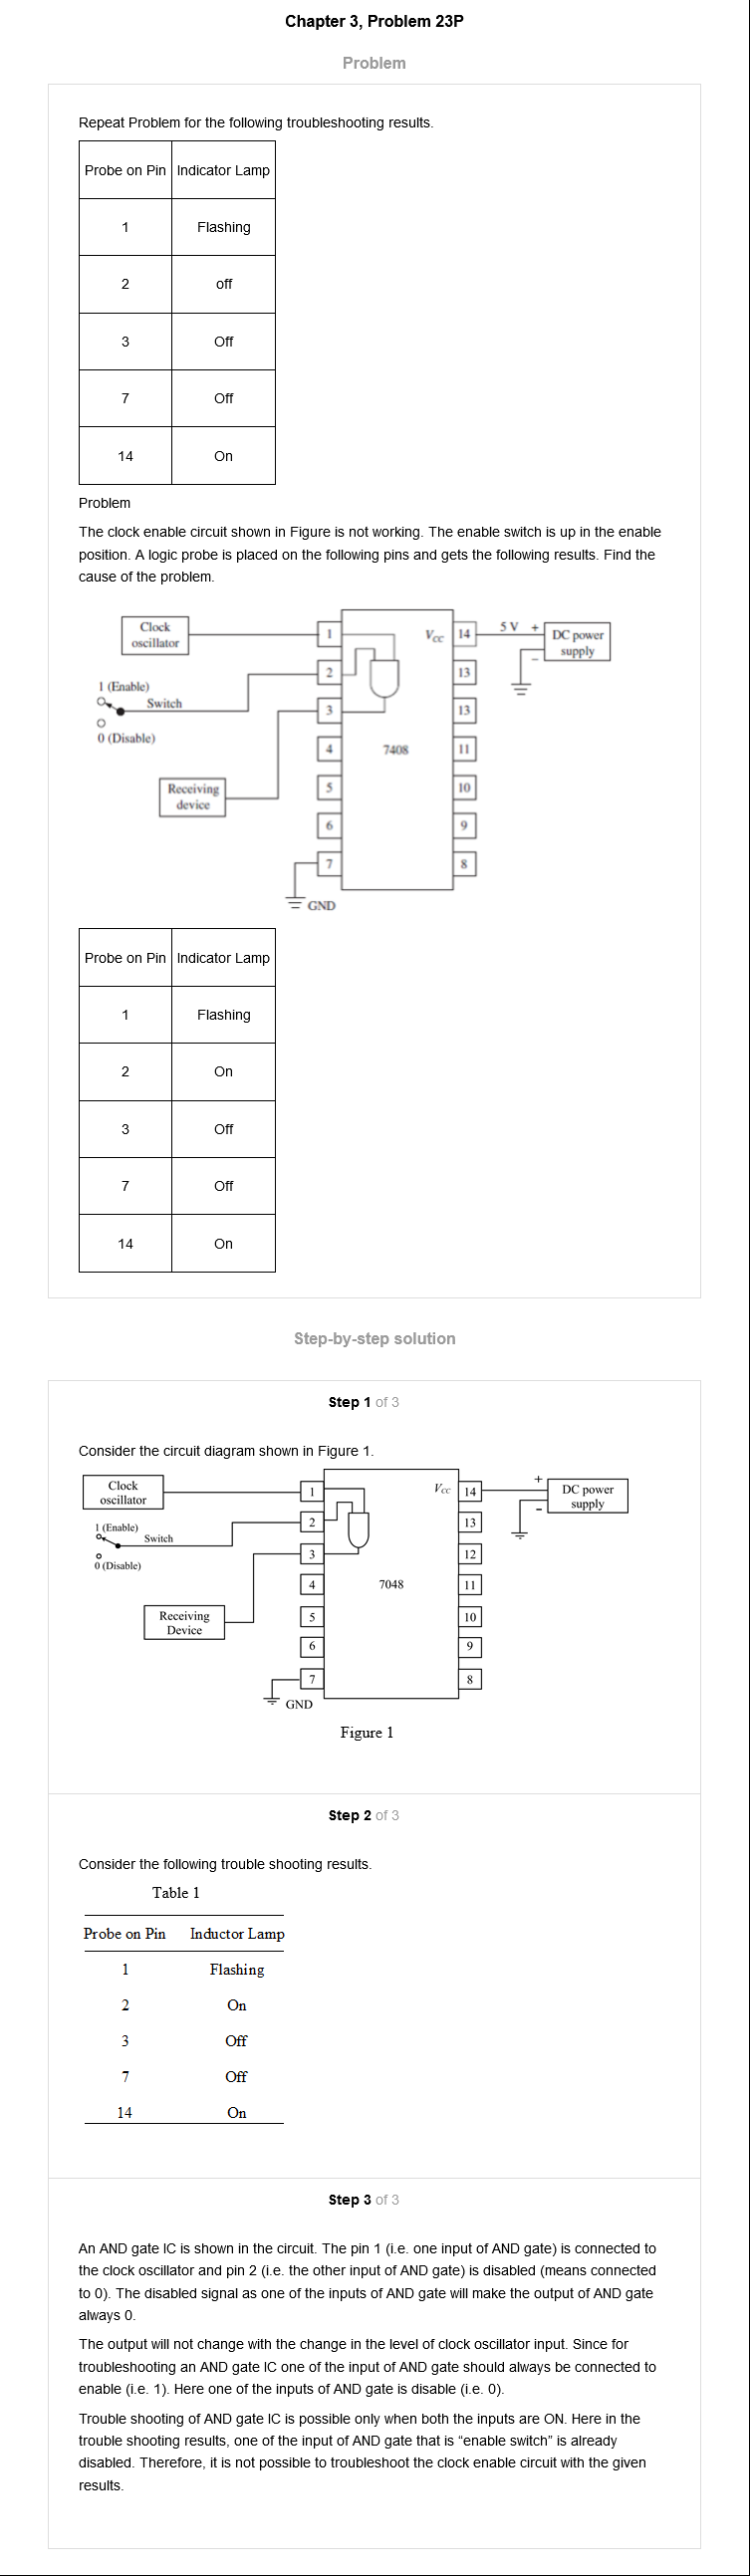 Chapter 3, Problem 23P
Problem
Repeat Problem for the following troubleshooting results.
Probe on Pin Indicator Lamp
1 Flashing
2 off
3 Off
7 Off
14 On
Problem
The clock enable circuit shown in Figure is not working. The enable switch is up in the enable
position. A logic probe is placed on the following pins and gets the following results. Find the
cause of the problem.
Clock
oscillator
1 (Enable)
Switch
0 (Disable)
Receiving
device
1
2
3
4
5
6
7
GND
7408
Vcc 14
13
13
11
10
9
8
5 V + DC power
supply
-
Probe on Pin Indicator Lamp
1 Flashing
2 On
3 Off
7 Off
14 On
Step-by-step solution
Step 1 of 3
Consider the circuit diagram shown in Figure 1.
Clock
oscillator
1 (Enable)
Switch
0 (Disable)
Receiving
Device
1
2
3
4
5
6
7
GND
7048
Vcc 14
13
12
11
10
9
8
+
DC power
supply
-
Figure 1
Step 2 of 3
Consider the following trouble shooting results.
Table 1
Probe on Pin Inductor Lamp
1 Flashing
2 On
3 Off
7 Off
14 On
Step 3 of 3
An AND gate IC is shown in the circuit. The pin 1 (i.e. one input of AND gate) is connected to
the clock oscillator and pin 2 (i.e. the other input of AND gate) is disabled (means connected
to 0). The disabled signal as one of the inputs of AND gate will make the output of AND gate
always 0.
The output will not change with the change in the level of clock oscillator input. Since for
troubleshooting an AND gate IC one of the input of AND gate should always be connected to
enable (i.e. 1). Here one of the inputs of AND gate is disable (i.e. 0).
Trouble shooting of AND gate IC is possible only when both the inputs are ON. Here in the
trouble shooting results, one of the input of AND gate that is “enable switch” is already
disabled. Therefore, it is not possible to troubleshoot the clock enable circuit with the given
results.